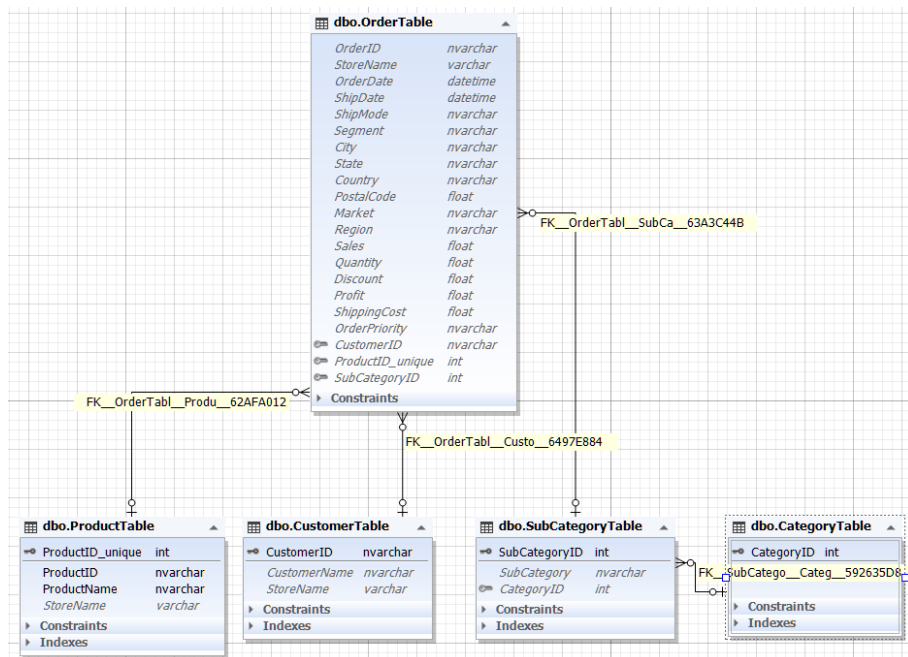 dbo.OrderTable
OrderID nvarchar
StoreName varchar
OrderDate datetime
ShipDate datetime
ShipMode nvarchar
Segment nvarchar
City nvarchar
State nvarchar
Country nvarchar
PostalCode float
Market nvarchar
Region nvarchar
Sales float
Quantity float
Discount float
Profit float
ShippingCost float
OrderPriority nvarchar
CustomerID nvarchar
ProductID_unique int
SubCategoryID int
Constraints
FK__OrderTabl__SubCa__63A3C44B
FK__OrderTabl__Produ__62AFA012
FK__OrderTabl__Custo__6497E884
dbo.ProductTable
ProductID_unique int
ProductID nvarchar
ProductName nvarchar
StoreName varchar
Constraints
Indexes
dbo.CustomerTable
CustomerID nvarchar
CustomerName nvarchar
StoreName varchar
Constraints
Indexes
dbo.SubCategoryTable
SubCategoryID int
SubCategory nvarchar
CategoryID int
Constraints
Indexes
dbo.CategoryTable
CategoryID int
FK__SubCatego__Categ__592635D8
Constraints
Indexes